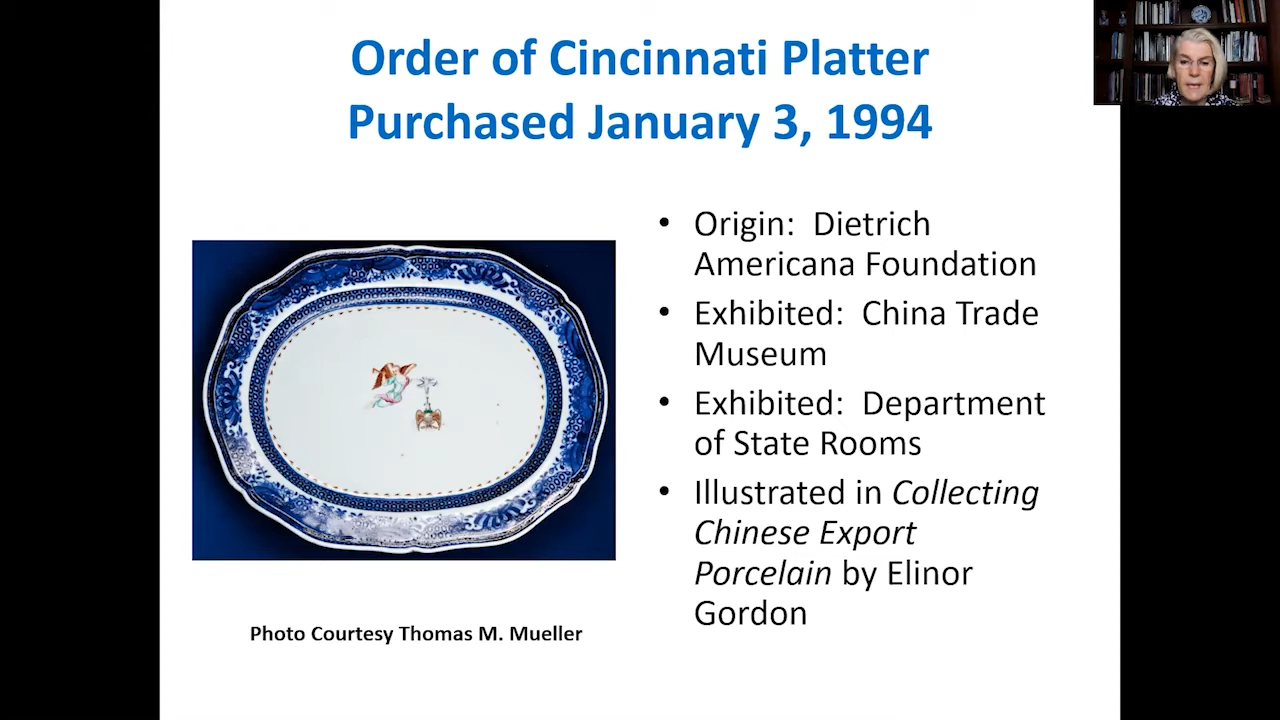 Order of Cincinnati Platter
Purchased January 3, 1994
• Origin: Dietrich
Americana Foundation
• Exhibited: China Trade
Museum
• Exhibited: Department
of State Rooms
• Illustrated in Collecting
Chinese Export
Porcelain by Elinor
Gordon
Photo Courtesy Thomas M. Mueller